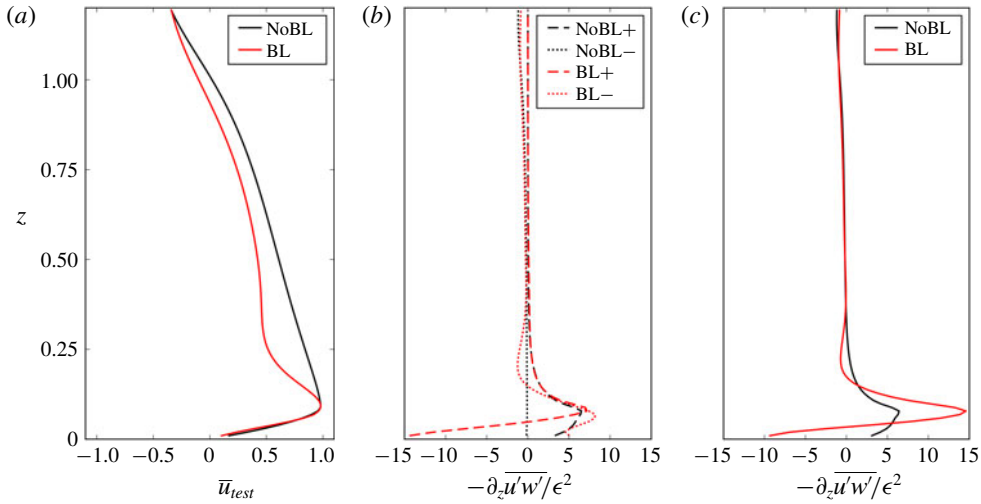 (a)
NoBL
BL
z
1.00
0.75
0.50
0.25
0
−1.0
−0.5
0
0.5
1.0
u̅_test
(b)
NoBL+
NoBL−
BL+
BL−
−15
−10
−5
0
5
10
15
−∂_z u′w′̅/ϵ²
(c)
NoBL
BL
−15
−10
−5
0
5
10
15
−∂_z u′w′̅/ϵ²